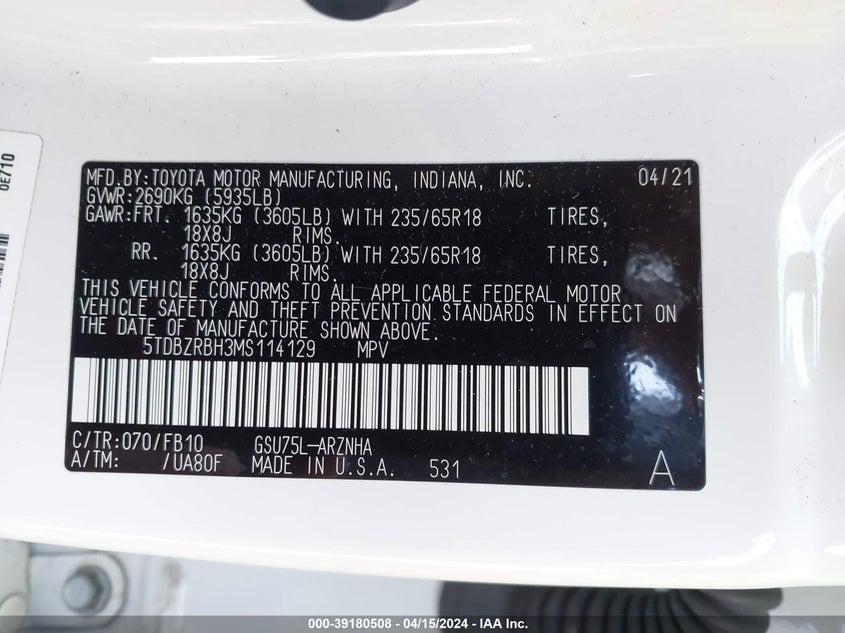 0E710
MFD.BY:TOYOTA MOTOR MANUFACTURING, INDIANA, INC. 04/21
GVWR:2690KG (5935LB)
GAWR:FRT. 1635KG (3605LB) WITH 235/65R18 TIRES,
18X8J RIMS.
RR. 1635KG (3605LB) WITH 235/65R18 TIRES,
18X8J RIMS.
THIS VEHICLE CONFORMS TO ALL APPLICABLE FEDERAL MOTOR
VEHICLE SAFETY AND THEFT PREVENTION STANDARDS IN EFFECT ON
THE DATE OF MANUFACTURE SHOWN ABOVE.
5TDBZRBH3MS114129 MPV
C/TR:070/FB10 GSU75L-ARZNHA
A/TM: /UA80F MADE IN U.S.A. 531 A
000-39180508 - 04/15/2024 - IAA Inc.